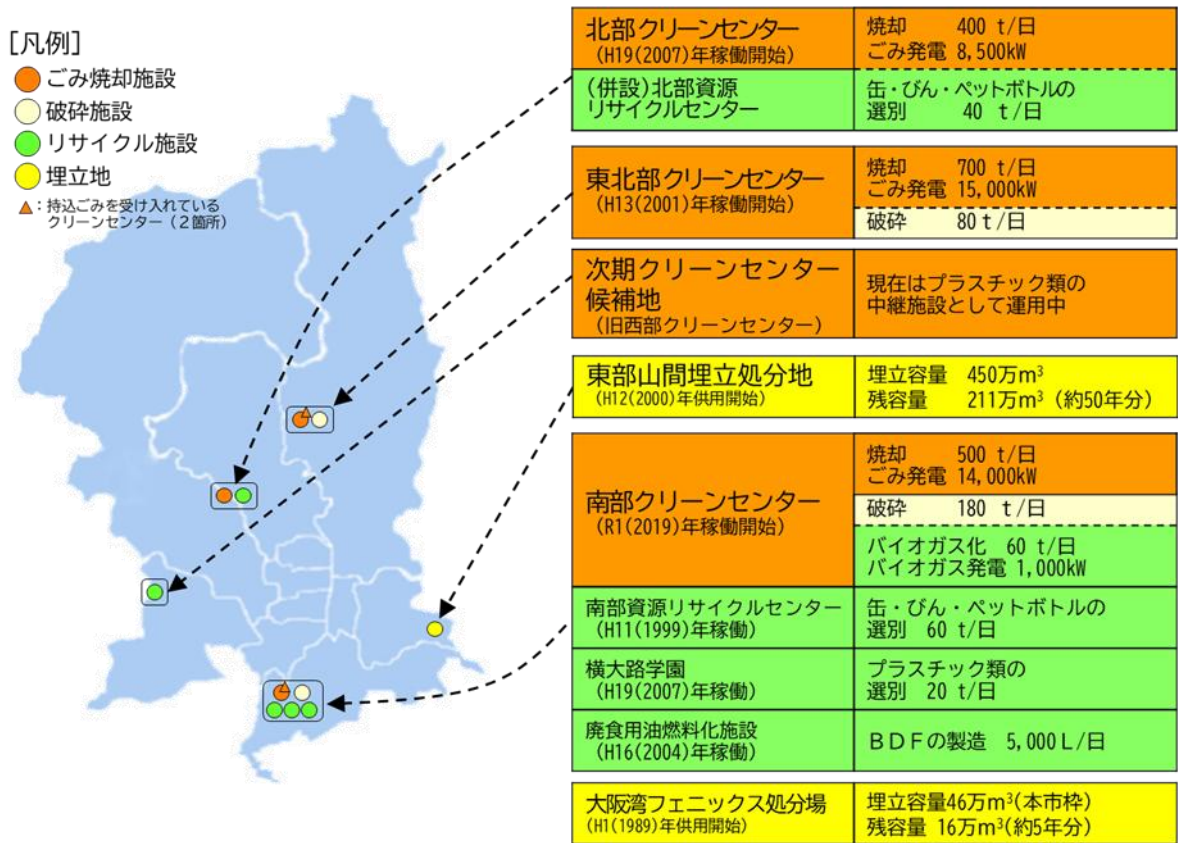 [凡例]
ごみ焼却施設
破砕施設
リサイクル施設
埋立地
：持込ごみを受け入れている
クリーンセンター（２箇所）
北部クリーンセンター
(H19(2007)年稼働開始)
焼却 400 t/日
ごみ発電 8,500kW
(併設)北部資源
リサイクルセンター
缶・びん・ペットボトルの
選別 40 t/日
東北部クリーンセンター
(H13(2001)年稼働開始)
焼却 700 t/日
ごみ発電 15,000kW
破砕 80ｔ/日
次期クリーンセンター
候補地
(旧西部クリーンセンター)
現在はプラスチック類の
中継施設として運用中
東部山間埋立処分地
(H12(2000)年供用開始)
埋立容量 450万m³
残容量 211万m³（約50年分）
南部クリーンセンター
(R1(2019)年稼働開始)
焼却 500 t/日
ごみ発電 14,000kW
破砕 180 ｔ/日
バイオガス化 60 t/日
バイオガス発電 1,000kW
南部資源リサイクルセンター
(H11(1999)年稼働)
缶・びん・ペットボトルの
選別 60 t/日
横大路学園
(H19(2007)年稼働)
プラスチック類の
選別 20 t/日
廃食用油燃料化施設
(H16(2004)年稼働)
ＢＤＦの製造 5,000Ｌ/日
大阪湾フェニックス処分場
(H1(1989)年供用開始)
埋立容量46万m³(本市枠)
残容量 16万m³(約5年分)